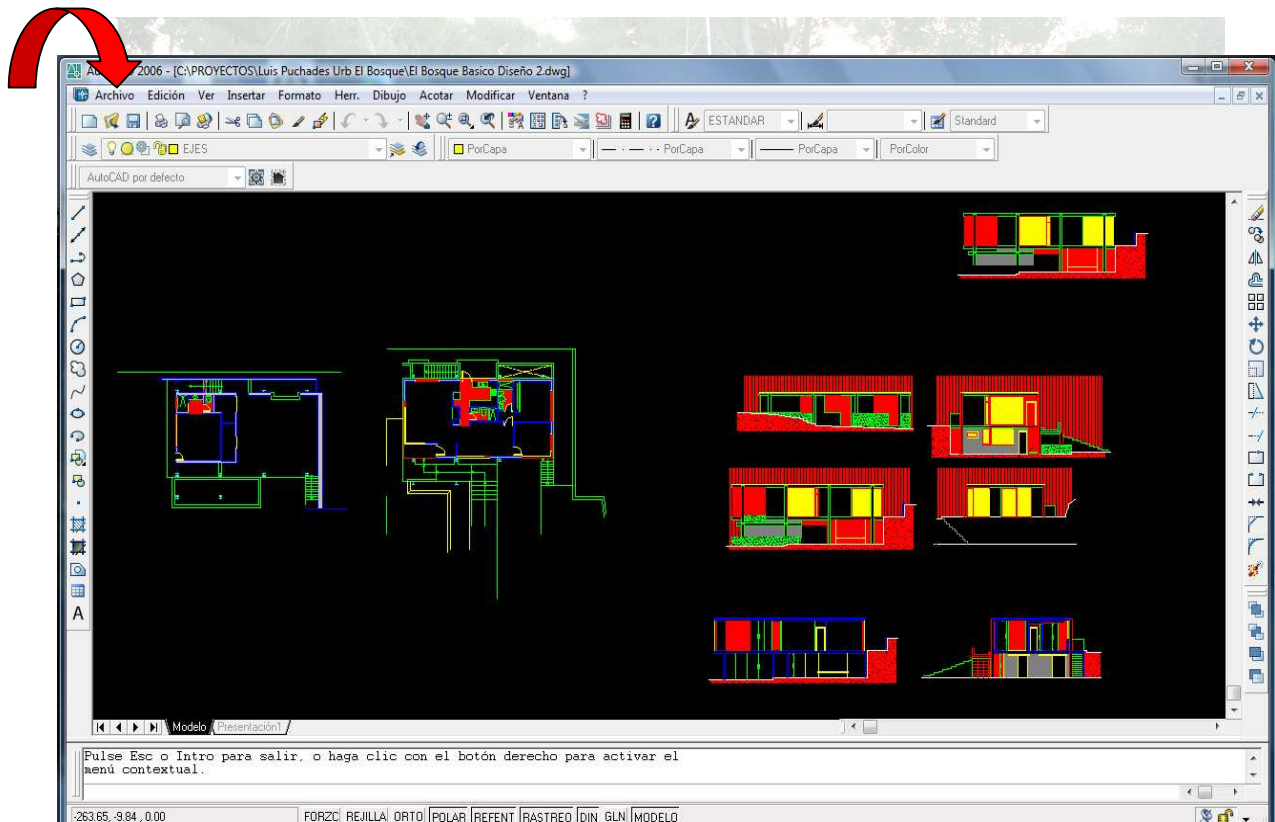 2006 - [C:\PROYECTOS\Luis Puchades Urb El Bosque\El Bosque Basico Diseño 2.dwg]
Archivo Edición Ver Insertar Formato Herr. Dibujo Acotar Modificar Ventana ?
ESTANDAR Standard
EJES PorCapa PorCapa PorCapa PorColor
AutoCAD por defecto
A
Modelo Presentación1
Pulse Esc o Intro para salir, o haga clic con el botón derecho para activar el
menú contextual.
-263.65, -9.84 , 0.00 FORZC REJILLA ORTO POLAR REFENT RASTREO DIN GLN MODELO